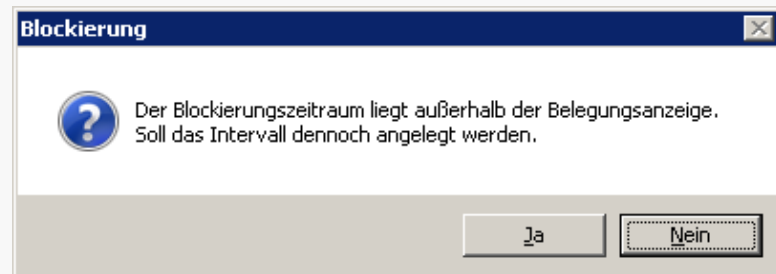 Blockierung
Der Blockierungszeitraum liegt außerhalb der Belegungsanzeige.
Soll das Intervall dennoch angelegt werden.
Ja
Nein